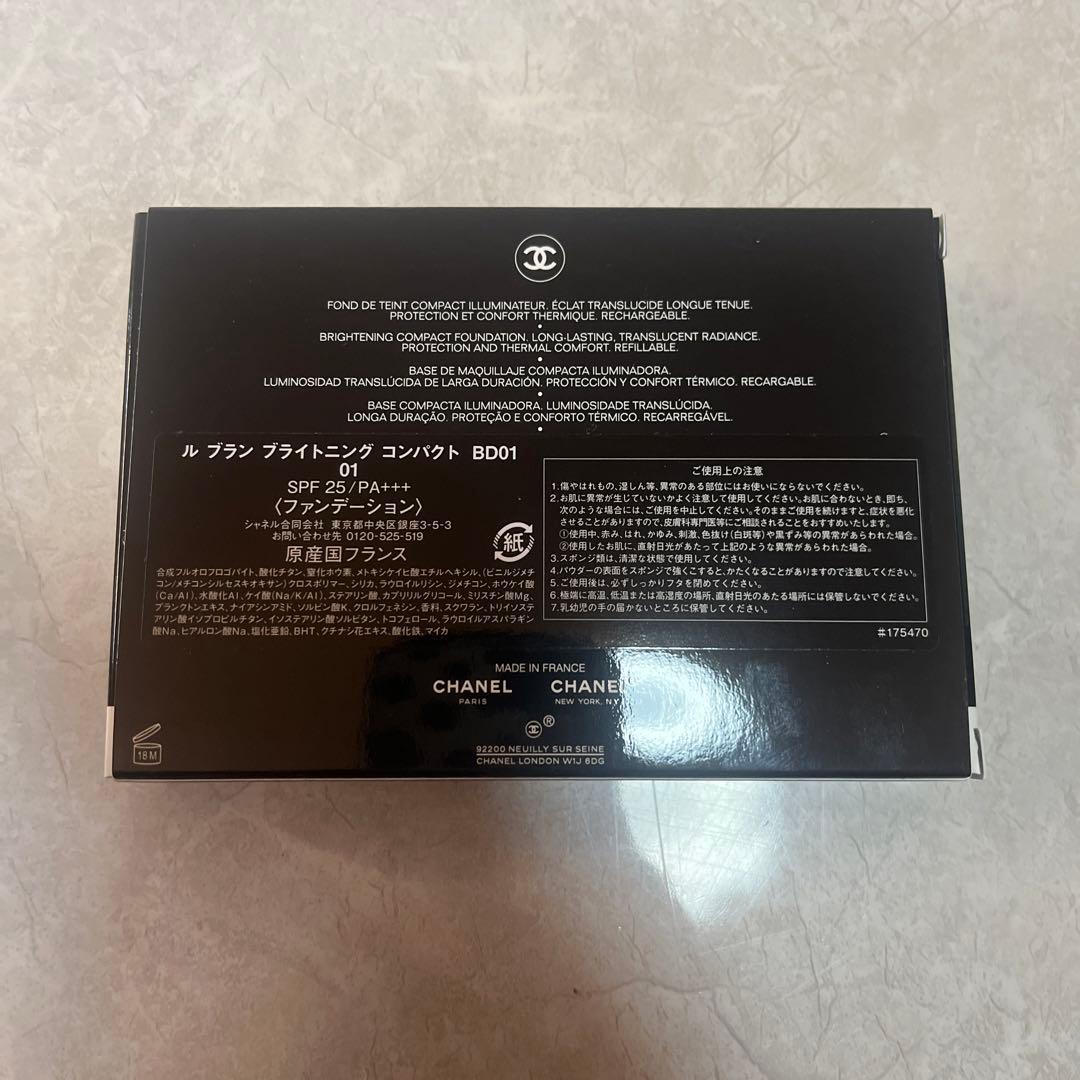 FOND DE TEINT COMPACT ILLUMINATEUR. ÉCLAT TRANSLUCIDE LONGUE TENUE.
PROTECTION ET CONFORT THERMIQUE. RECHARGEABLE.
BRIGHTENING COMPACT FOUNDATION. LONG-LASTING, TRANSLUCENT RADIANCE.
PROTECTION AND THERMAL COMFORT. REFILLABLE.
BASE DE MAQUILLAJE COMPACTA ILUMINADORA.
LUMINOSIDAD TRANSLÚCIDA DE LARGA DURACIÓN. PROTECCIÓN Y CONFORT TÉRMICO. RECARGABLE.
BASE COMPACTA ILUMINADORA. LUMINOSIDADE TRANSLÚCIDA.
LONGA DURAÇÃO. PROTEÇÃO E CONFORTO TÉRMICO. RECARREGÁVEL.
ル ブラン ブライトニング コンパクト BD01
01
SPF 25/PA+++
〈ファンデーション〉
シャネル合同会社 東京都中央区銀座3-5-3
お問い合わせ先 0120-525-519
原産国フランス
紙
合成フルオロフロゴパイト、酸化チタン、窒化ホウ素、メトキシケイヒ酸エチルヘキシル、(ビニルジメチ
コン/メチコンシルセスキオキサン)クロスポリマー、シリカ、ラウロイルリシン、ジメチコン、ホウケイ酸
(Ca/Al)、水酸化Al、ケイ酸(Na/K/Al)、ステアリン酸、カプリリルグリコール、ミリスチン酸Mg、
プランクトンエキス、ナイアシンアミド、ソルビン酸K、クロルフェネシン、香料、スクワラン、トリイソステ
アリン酸イソプロピルチタン、イソステアリン酸ソルビタン、トコフェロール、ラウロイルアスパラギン
酸Na、ヒアルロン酸Na、塩化亜鉛、BHT、クチナシ花エキス、酸化鉄、マイカ
ご使用上の注意
1.傷やはれもの、湿しん等、異常のある部位にはお使いにならないでください。
2.お肌に異常が生じていないかよく注意して使用してください。お肌に合わないとき、即ち、
次のような場合には、ご使用を中止してください。そのままご使用を続けますと、症状を悪化
させることがありますので、皮膚科専門医等にご相談されることをおすすめいたします。
①使用中、赤み、はれ、かゆみ、刺激、色抜け(白斑等)や黒ずみ等の異常があらわれた場合。
②使用したお肌に、直射日光があたって上記のような異常があらわれた場合。
3.スポンジ類は、清潔な状態で使用してください。
4.パウダーの表面をスポンジで強くこすると、かたくなることがありますので注意してください。
5.ご使用後は、必ずしっかりフタを閉めてください。
6.極端に高温、低温または高湿度の場所、直射日光のあたる場所には保管しないでください。
7.乳幼児の手の届かないところに保管してください。
#175470
MADE IN FRANCE
CHANEL CHANEL
PARIS NEW YORK, NY
®
92200 NEUILLY SUR SEINE
CHANEL LONDON W1J 6DG
18M